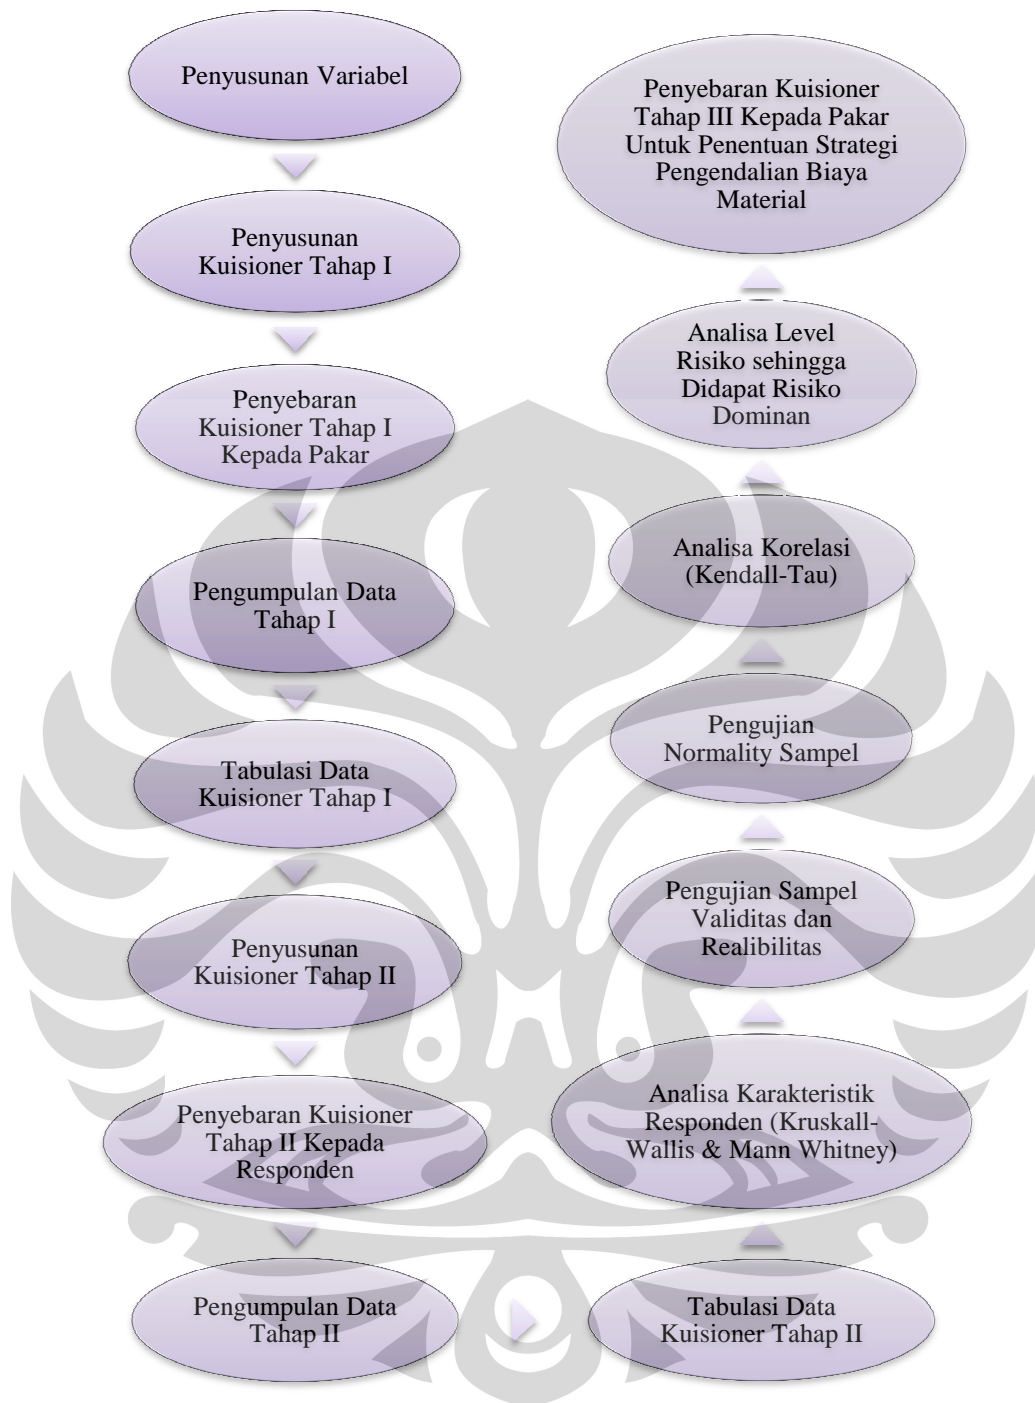 Penyusunan Variabel
Penyusunan
Kuisioner Tahap I
Penyebaran
Kuisioner Tahap I
Kepada Pakar
Pengumpulan Data
Tahap I
Tabulasi Data
Kuisioner Tahap I
Penyusunan
Kuisioner Tahap II
Penyebaran Kuisioner
Tahap II Kepada
Responden
Pengumpulan Data
Tahap II
Tabulasi Data
Kuisioner Tahap II
Analisa Karakteristik
Responden (Kruskall-
Wallis & Mann Whitney)
Pengujian Sampel
Validitas dan
Realibilitas
Pengujian
Normality Sampel
Analisa Korelasi
(Kendall-Tau)
Analisa Level
Risiko sehingga
Didapat Risiko
Dominan
Penyebaran Kuisioner
Tahap III Kepada Pakar
Untuk Penentuan Strategi
Pengendalian Biaya
Material